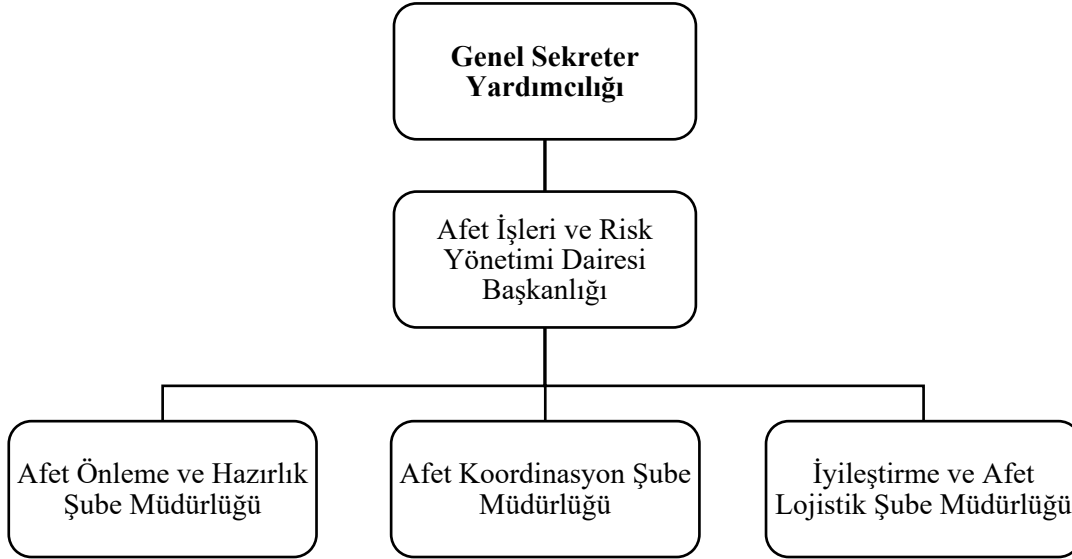 Genel Sekreter
Yardımcılığı
Afet İşleri ve Risk
Yönetimi Dairesi
Başkanlığı
Afet Önleme ve Hazırlık
Şube Müdürlüğü
Afet Koordinasyon Şube
Müdürlüğü
İyileştirme ve Afet
Lojistik Şube Müdürlüğü